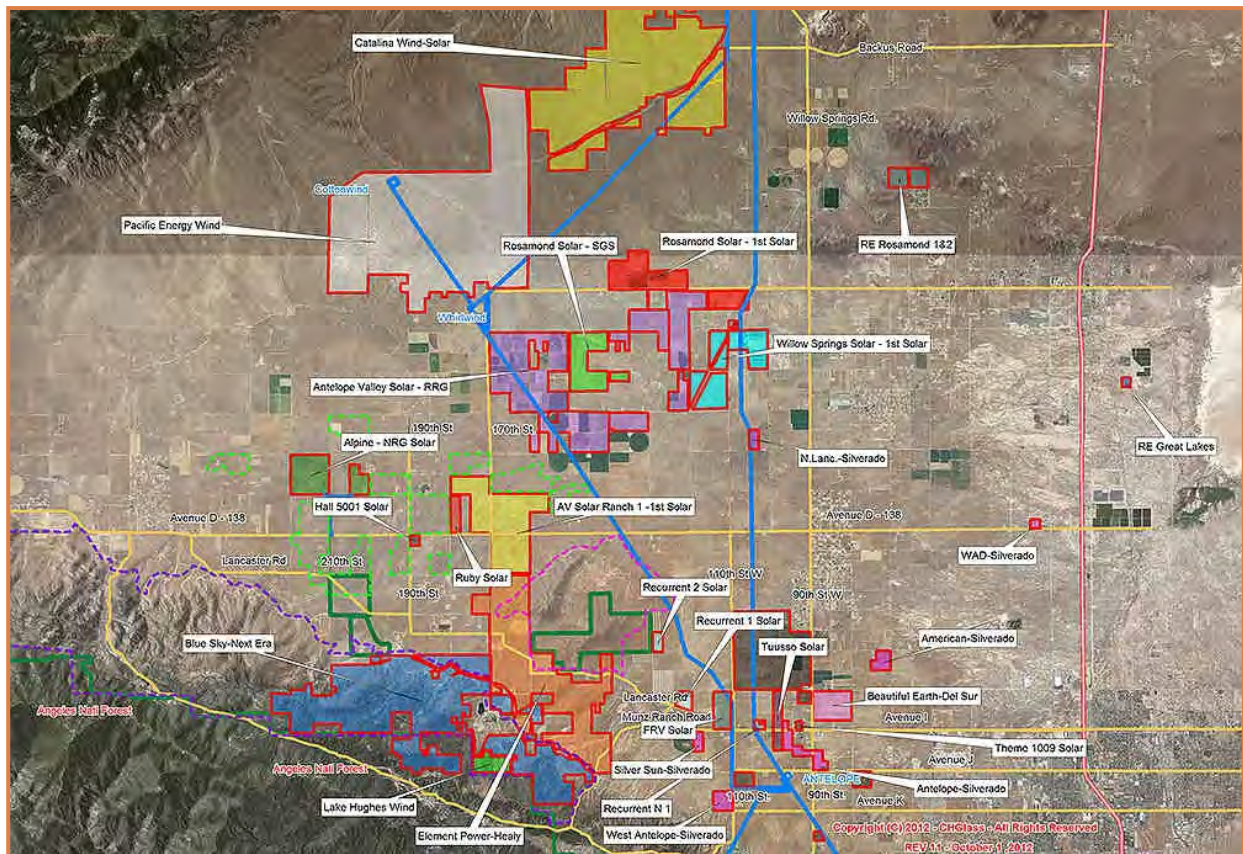 Catalina Wind-Solar
Backus Road
Willow Springs Rd.
Cottonwind
RE Rosamond 1&2
Pacific Energy Wind
Rosamond Solar - SGS
Rosamond Solar - 1st Solar
Whirlwind
Willow Springs Solar - 1st Solar
Antelope Valley Solar - RRG
190th St
170th St
Alpine - NRG Solar
N.Lanc.-Silverado
RE Great Lakes
Hall 5001 Solar
AV Solar Ranch 1 -1st Solar
Avenue D - 138
Avenue D - 138
WAD-Silverado
Lancaster Rd
210th St
Ruby Solar
110th St W
190th St
Recurrent 2 Solar
90th St W
Recurrent 1 Solar
American-Silverado
Blue Sky-Next Era
Tuusso Solar
Lancaster Rd
Beautiful Earth-Del Sur
Angeles Natl Forest
Munz Ranch Road
Avenue I
FRV Solar
Theme 1009 Solar
Angeles Natl Forest
Avenue J
Silver Sun-Silverado
ANTELOPE
Antelope-Silverado
Lake Hughes Wind
Recurrent N 1
110th St.
90th St.
Avenue K
Element Power-Healy
West Antelope-Silverado
Copyright (C) 2012 - CHGlass - All Rights Reserved
REV 11 - October 1 2012